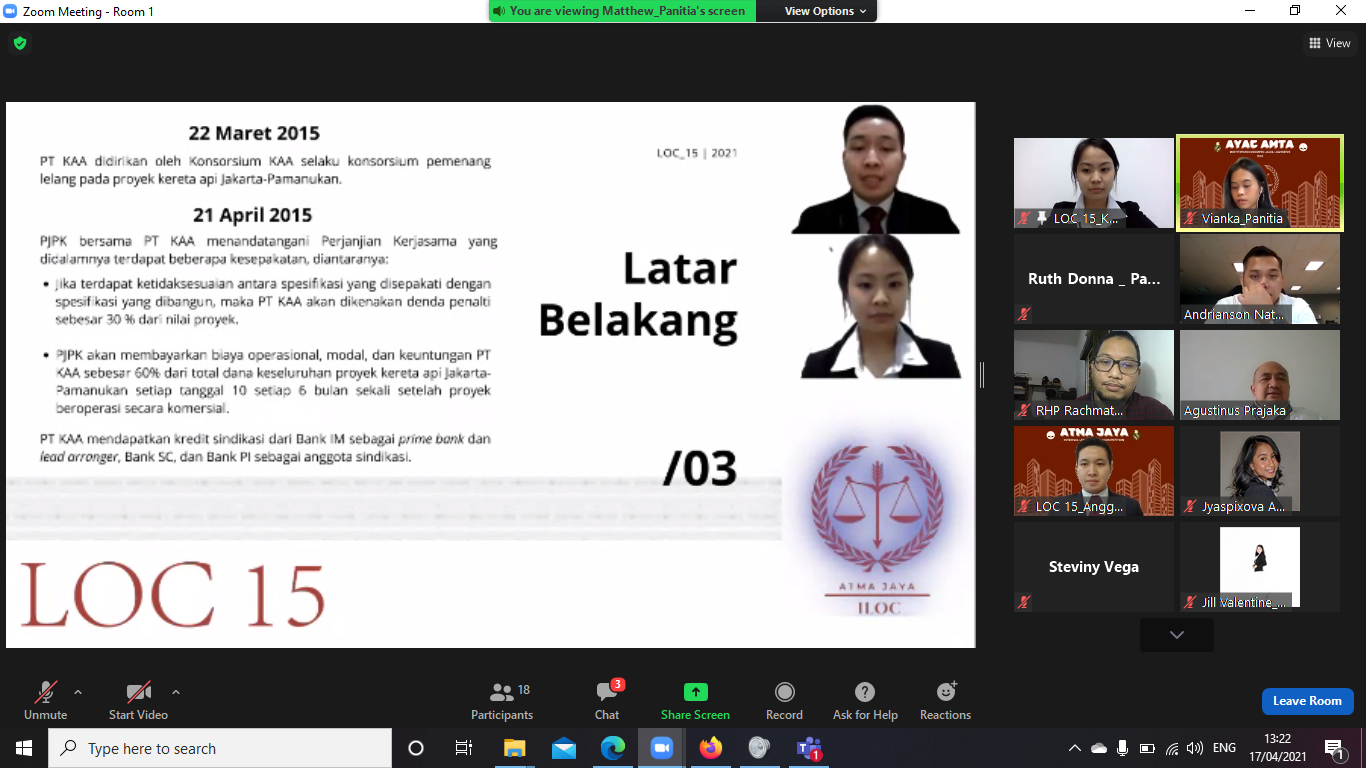 Zoom Meeting - Room 1
You are viewing Matthew_Panitia's screen
View Options
View
22 Maret 2015
PT KAA didirikan oleh Konsorsium KAA selaku konsorsium pemenang
lelang pada proyek kereta api Jakarta-Pamanukan.
21 April 2015
PJPK bersama PT KAA menandatangani Perjanjian Kerjasama yang
didalamnya terdapat beberapa kesepakatan, diantaranya:
• Jika terdapat ketidaksesuaian antara spesifikasi yang disepakati dengan
spesifikasi yang dibangun, maka PT KAA akan dikenakan denda penalti
sebesar 30 % dari nilai proyek.
• PJPK akan membayarkan biaya operasional, modal, dan keuntungan PT
KAA sebesar 60% dari total dana keseluruhan proyek kereta api Jakarta-
Pamanukan setiap tanggal 10 setiap 6 bulan sekali setelah proyek
beroperasi secara komersial.
PT KAA mendapatkan kredit sindikasi dari Bank IM sebagai prime bank dan
lead arranger, Bank SC, dan Bank PI sebagai anggota sindikasi.
LOC_15 | 2021
Latar
Belakang
/03
LOC 15
ATMA JAYA
ILOC
LOC 15_K...
Vianka_Panitia
Ruth Donna _ Pa...
Andrianson Nat...
RHP Rachmat...
Agustinus Prajaka
ATMA JAYA
LOC 15_Angg...
Jyaspixova A...
Steviny Vega
Jill Valentine_...
Unmute
Start Video
Participants
18
Chat
3
Share Screen
Record
Ask for Help
Reactions
Leave Room
Type here to search
1
ENG
13:22
17/04/2021
1